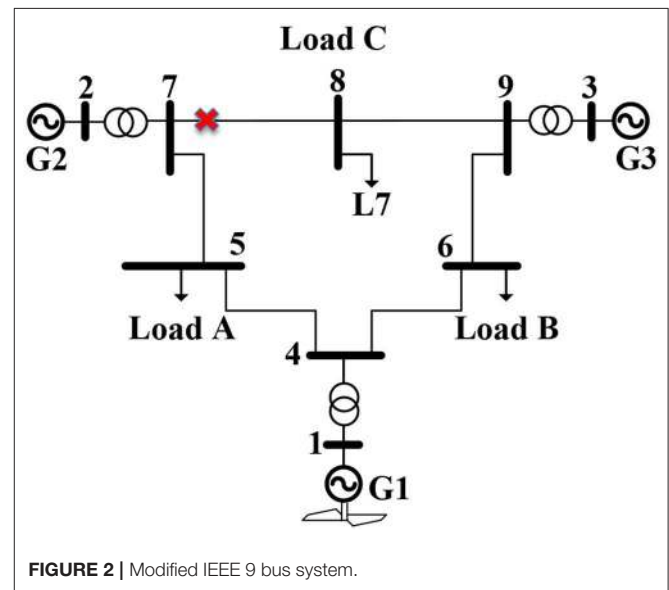 Load C
2
7
8
9
3
G2
G3
L7
5
6
Load A
Load B
4
1
G1
FIGURE 2 | Modified IEEE 9 bus system.